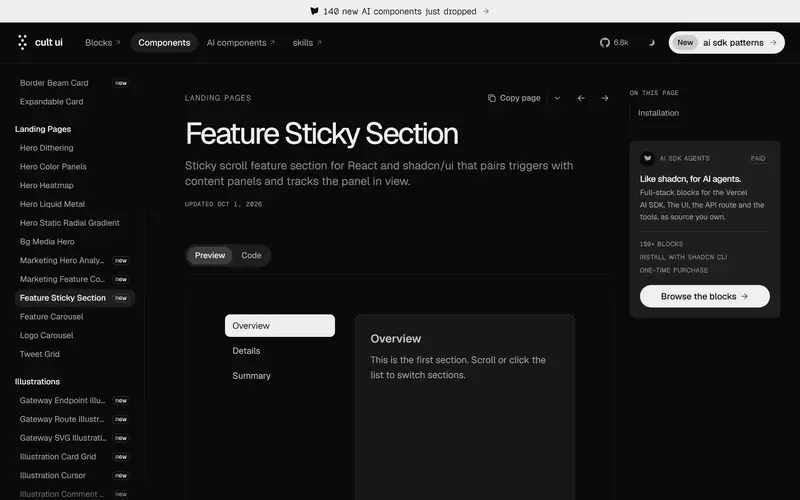 140 new AI components just dropped →
cult ui
Blocks ↗
Components
AI components ↗
skills ↗
6.8k
New ai sdk patterns →
Border Beam Card new
Expandable Card
Landing Pages
Hero Dithering
Hero Color Panels
Hero Heatmap
Hero Liquid Metal
Hero Static Radial Gradient
Bg Media Hero
Marketing Hero Analy... new
Marketing Feature Co... new
Feature Sticky Section new
Feature Carousel
Logo Carousel
Tweet Grid
Illustrations
Gateway Endpoint Illu... new
Gateway Route Illustr... new
Gateway SVG Illustrati... new
Illustration Card Grid new
Illustration Cursor new
Illustration Comment ... new
LANDING PAGES
Copy page
← →
Feature Sticky Section
Sticky scroll feature section for React and shadcn/ui that pairs triggers with
content panels and tracks the panel in view.
UPDATED OCT 1, 2026
Preview
Code
Overview
Details
Summary
Overview
This is the first section. Scroll or click the
list to switch sections.
ON THIS PAGE
Installation
AI SDK AGENTS PAID
Like shadcn, for AI agents.
Full-stack blocks for the Vercel
AI SDK. The UI, the API route and the
tools, as source you own.
150+ BLOCKS
INSTALL WITH SHADCN CLI
ONE-TIME PURCHASE
Browse the blocks →